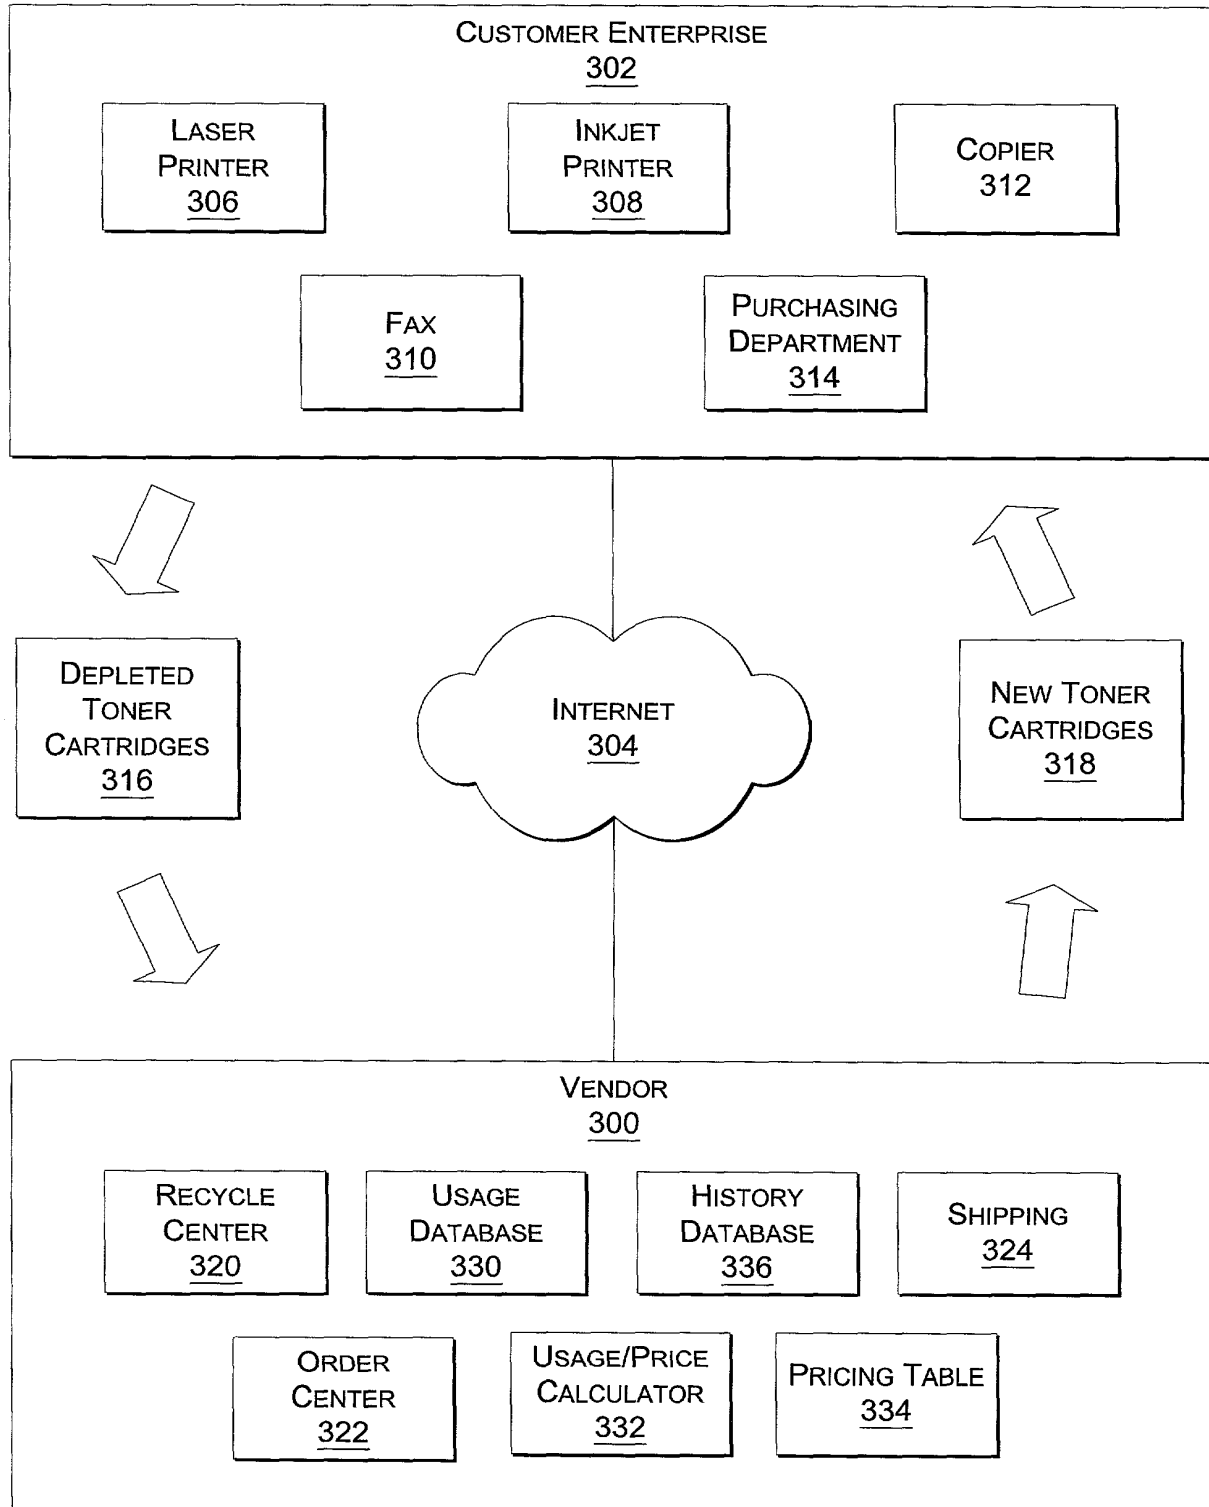 CUSTOMER ENTERPRISE
302
LASER
PRINTER
306
INKJET
PRINTER
308
COPIER
312
FAX
310
PURCHASING
DEPARTMENT
314
DEPLETED
TONER
CARTRIDGES
316
INTERNET
304
NEW TONER
CARTRIDGES
318
VENDOR
300
RECYCLE
CENTER
320
USAGE
DATABASE
330
HISTORY
DATABASE
336
SHIPPING
324
ORDER
CENTER
322
USAGE/PRICE
CALCULATOR
332
PRICING TABLE
334